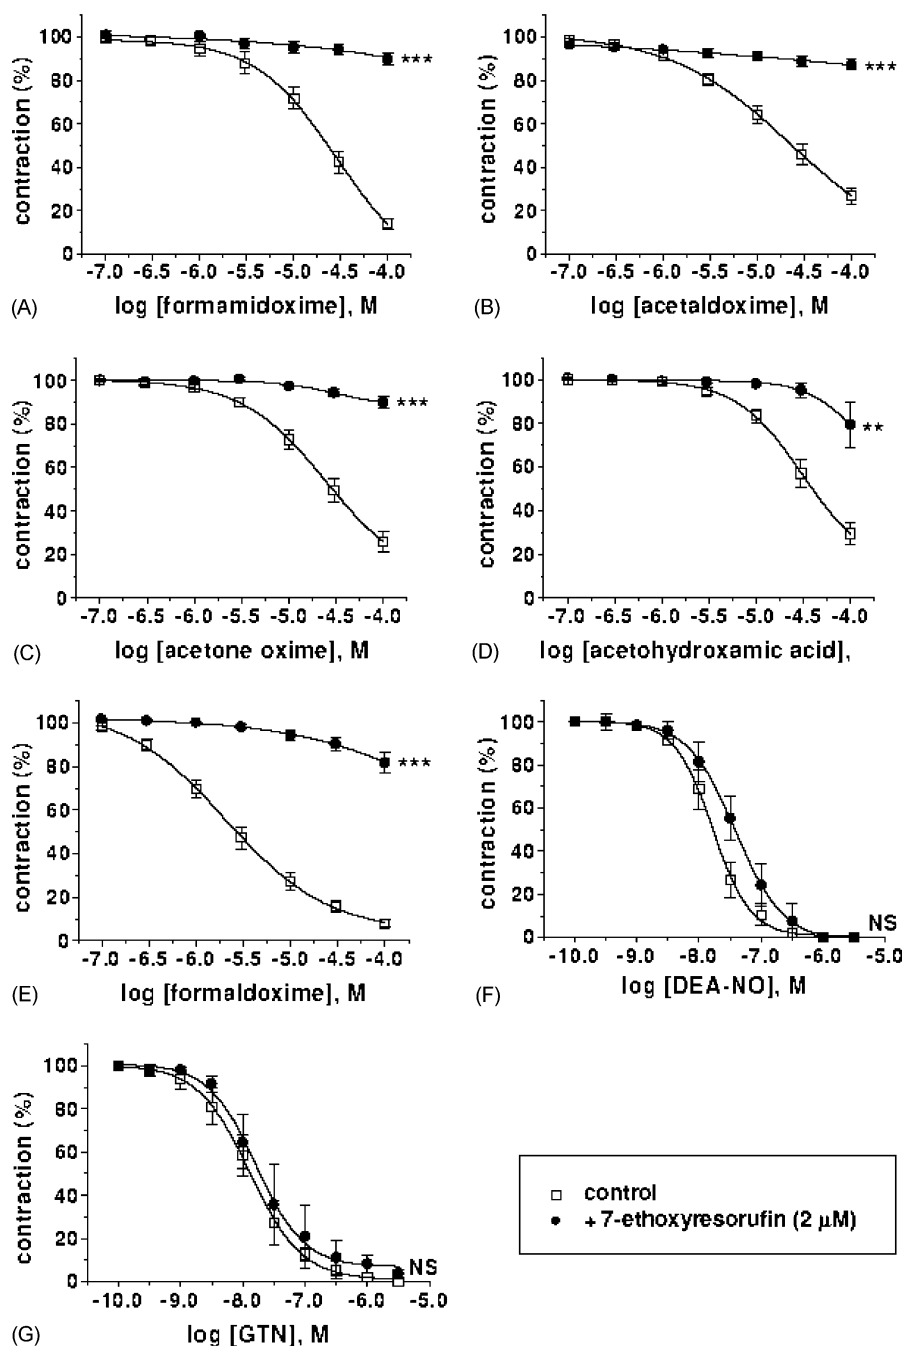 100
80
60
40
20
0
contraction (%)
***
-7.0 -6.5 -6.0 -5.5 -5.0 -4.5 -4.0
(A) log [formamidoxime], M
100
80
60
40
20
0
contraction (%)
***
-7.0 -6.5 -6.0 -5.5 -5.0 -4.5 -4.0
(B) log [acetaldoxime], M
100
80
60
40
20
0
contraction (%)
***
-7.0 -6.5 -6.0 -5.5 -5.0 -4.5 -4.0
(C) log [acetone oxime], M
100
80
60
40
20
0
contraction (%)
**
-7.0 -6.5 -6.0 -5.5 -5.0 -4.5 -4.0
(D) log [acetohydroxamic acid],
100
80
60
40
20
0
contraction (%)
***
-7.0 -6.5 -6.0 -5.5 -5.0 -4.5 -4.0
(E) log [formaldoxime], M
100
80
60
40
20
0
contraction (%)
NS
-10.0 -9.0 -8.0 -7.0 -6.0 -5.0
(F) log [DEA-NO], M
100
80
60
40
20
0
contraction (%)
NS
-10.0 -9.0 -8.0 -7.0 -6.0 -5.0
(G) log [GTN], M
control
+ 7-ethoxyresorufin (2 μM)